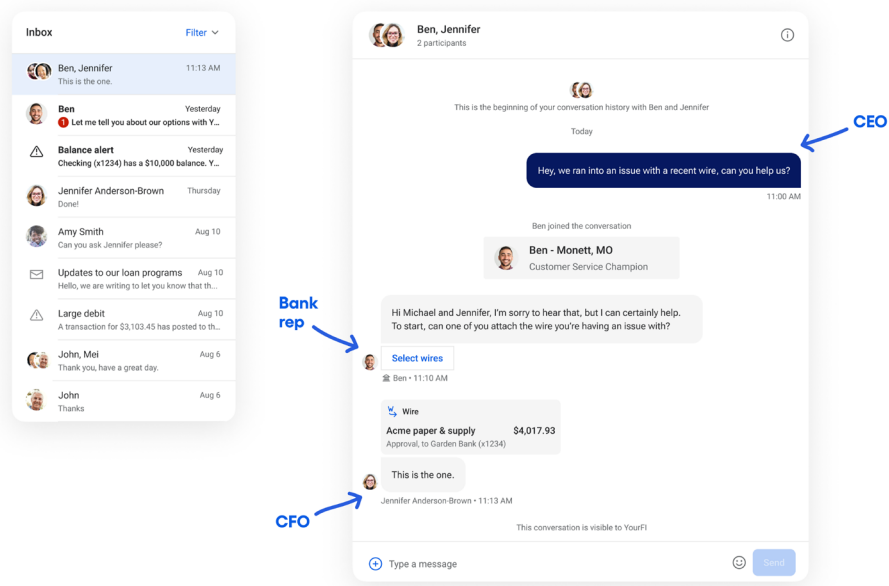 Inbox
Filter
Ben, Jennifer
11:13 AM
This is the one.
Ben
Yesterday
1 Let me tell you about our options with Y...
Balance alert
Yesterday
Checking (x1234) has a $10,000 balance. Y...
Jennifer Anderson-Brown
Thursday
Done!
Amy Smith
Aug 10
Can you ask Jennifer please?
Updates to our loan programs
Aug 10
Hello, we are writing to let you know that th...
Large debit
Aug 10
A transaction for $3,103.45 has posted to th...
John, Mei
Aug 6
Thank you, have a great day.
John
Aug 6
Thanks
Ben, Jennifer
2 participants
This is the beginning of your conversation history with Ben and Jennifer
Today
CEO
Hey, we ran into an issue with a recent wire, can you help us?
11:00 AM
Ben joined the conversation
Ben - Monett, MO
Customer Service Champion
Bank
rep
Hi Michael and Jennifer, I'm sorry to hear that, but I can certainly help.
To start, can one of you attach the wire you're having an issue with?
Select wires
Ben • 11:10 AM
Wire
Acme paper & supply
$4,017.93
Approval, to Garden Bank (x1234)
This is the one.
CFO
Jennifer Anderson-Brown • 11:13 AM
This conversation is visible to YourFI
Type a message
Send